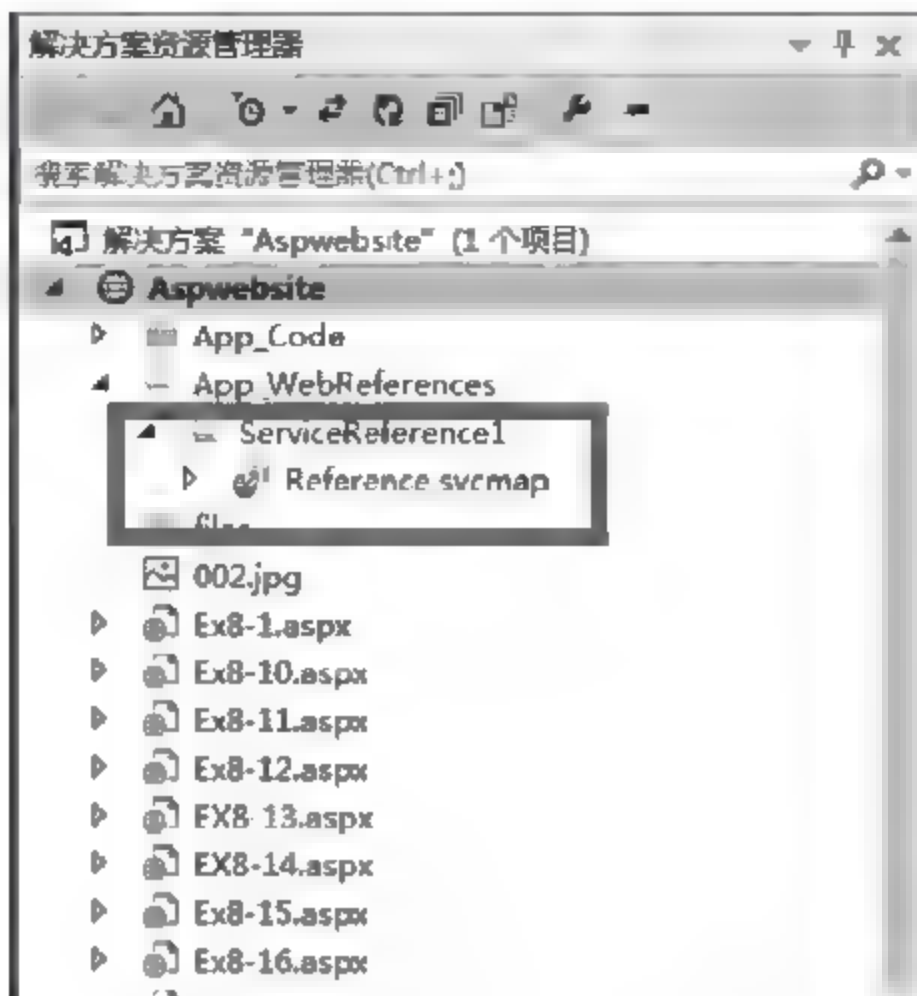 解决方案资源管理器
搜索解决方案资源管理器(Ctrl+;)
解决方案 "Aspwebsite" (1 个项目)
Aspwebsite
App_Code
App_WebReferences
ServiceReference1
Reference svcmap
files
002.jpg
Ex8-1.aspx
Ex8-10.aspx
Ex8-11.aspx
Ex8-12.aspx
EX8-13.aspx
EX8-14.aspx
Ex8-15.aspx
Ex8-16.aspx